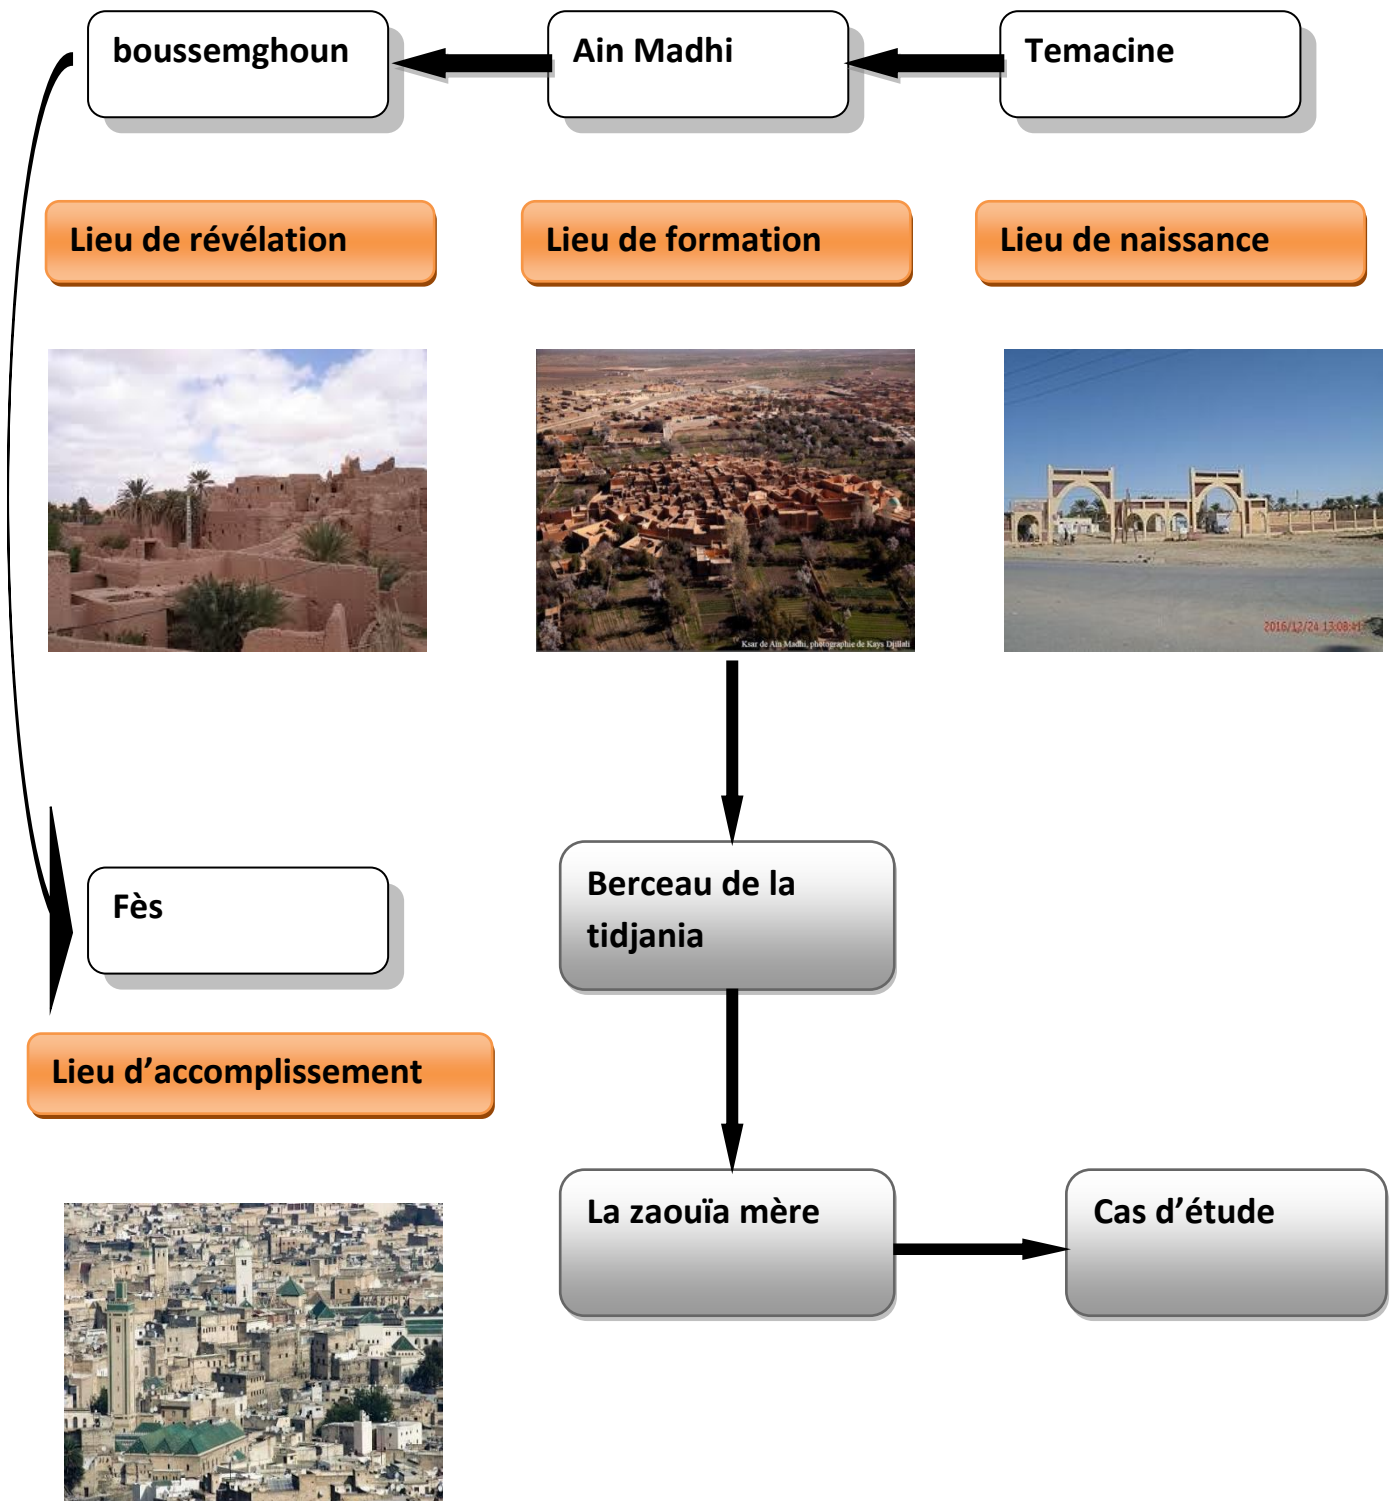 boussemghoun
Ain Madhi
Temacine
Lieu de révélation
Lieu de formation
Lieu de naissance
Ksar de Ain Madhi, photographie de Kays Djilali
2016/12/24 13:08:41
Fès
Berceau de la
tidjania
Lieu d’accomplissement
La zaouïa mère
Cas d’étude